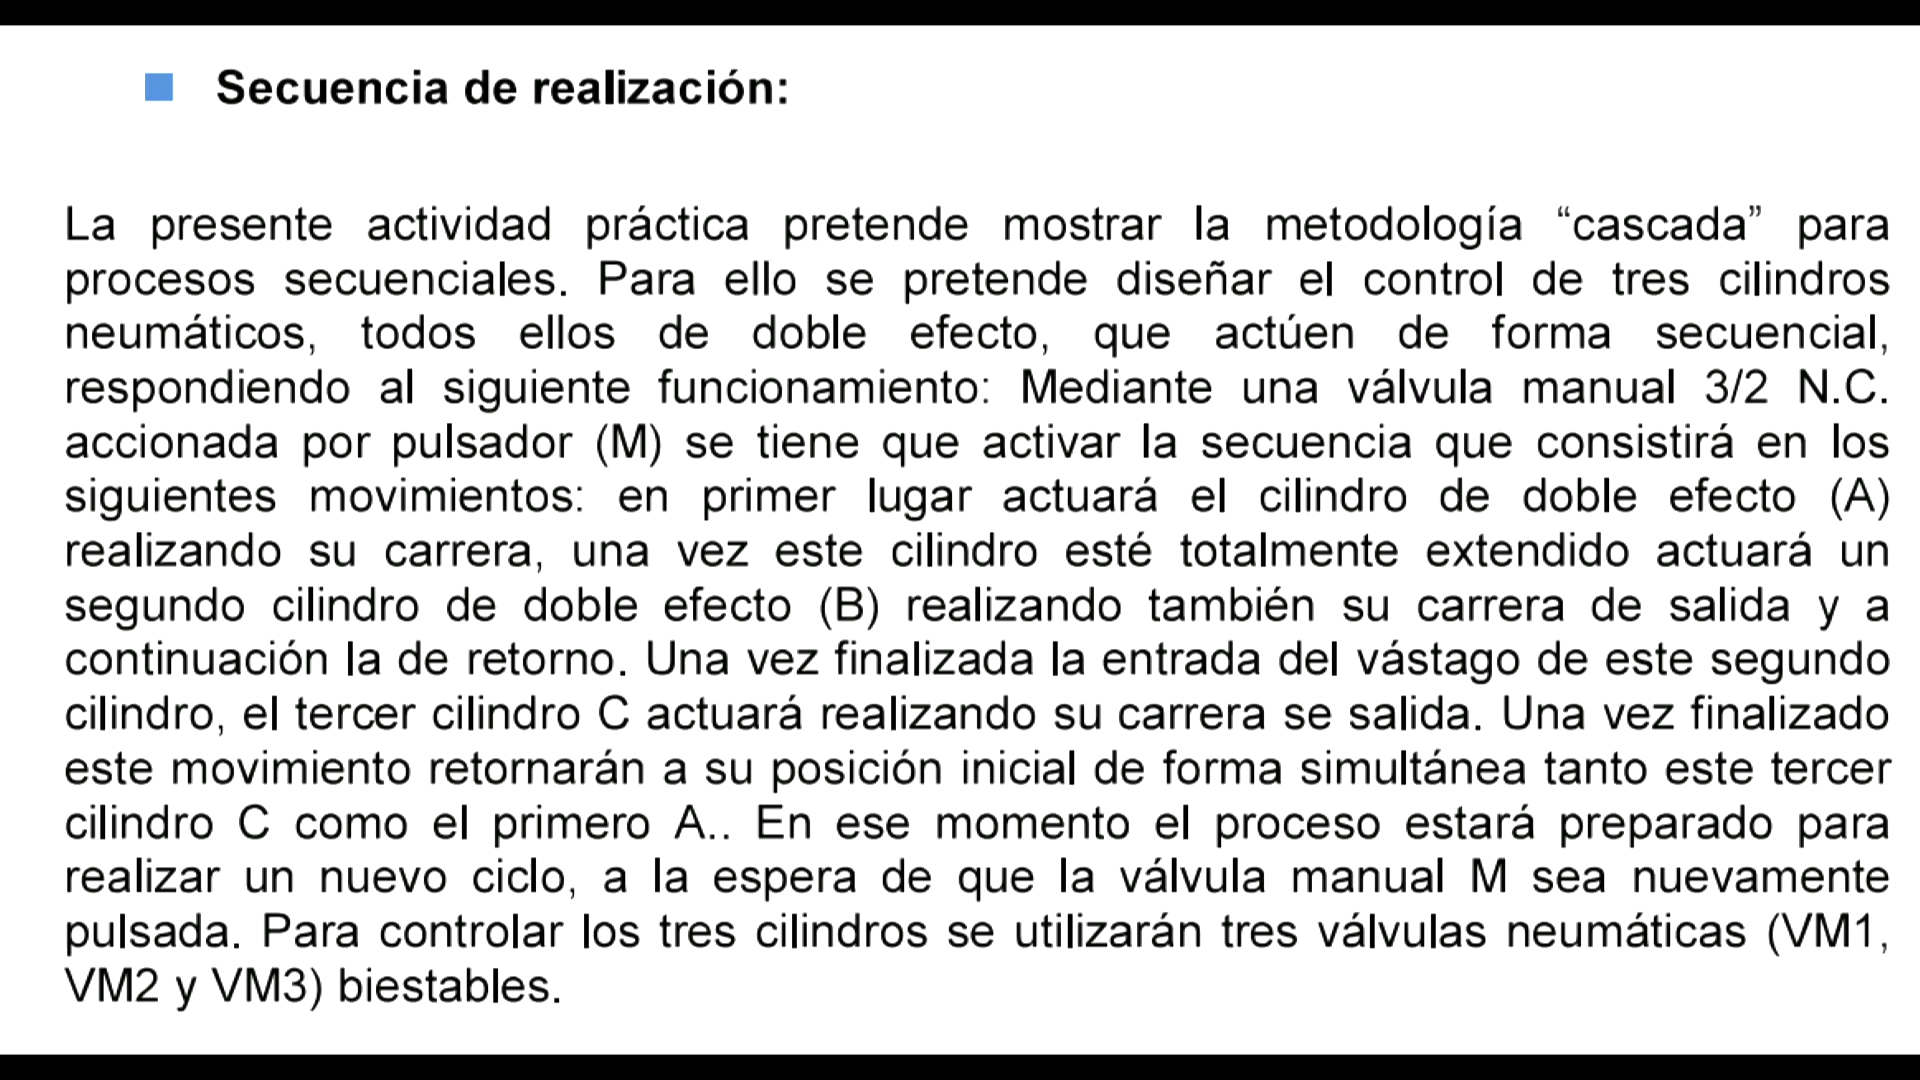 Secuencia de realización:
La presente actividad práctica pretende mostrar la metodología “cascada” para
procesos secuenciales. Para ello se pretende diseñar el control de tres cilindros
neumáticos, todos ellos de doble efecto, que actúen de forma secuencial,
respondiendo al siguiente funcionamiento: Mediante una válvula manual 3/2 N.C.
accionada por pulsador (M) se tiene que activar la secuencia que consistirá en los
siguientes movimientos: en primer lugar actuará el cilindro de doble efecto (A)
realizando su carrera, una vez este cilindro esté totalmente extendido actuará un
segundo cilindro de doble efecto (B) realizando también su carrera de salida y a
continuación la de retorno. Una vez finalizada la entrada del vástago de este segundo
cilindro, el tercer cilindro C actuará realizando su carrera se salida. Una vez finalizado
este movimiento retornarán a su posición inicial de forma simultánea tanto este tercer
cilindro C como el primero A.. En ese momento el proceso estará preparado para
realizar un nuevo ciclo, a la espera de que la válvula manual M sea nuevamente
pulsada. Para controlar los tres cilindros se utilizarán tres válvulas neumáticas (VM1,
VM2 y VM3) biestables.